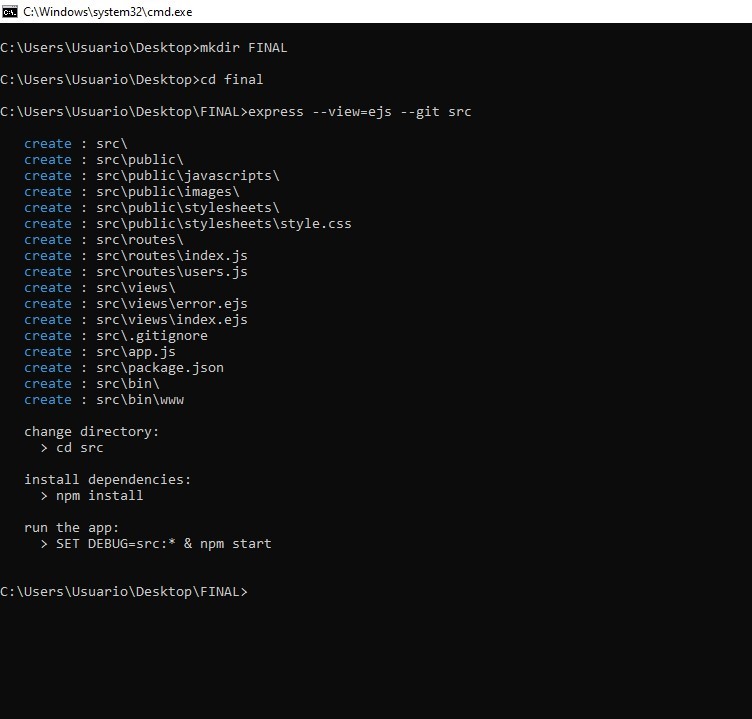 C:\Windows\system32\cmd.exe
C:\Users\Usuario\Desktop>mkdir FINAL
C:\Users\Usuario\Desktop>cd final
C:\Users\Usuario\Desktop\FINAL>express --view=ejs --git src
create : src\
create : src\public\
create : src\public\javascripts\
create : src\public\images\
create : src\public\stylesheets\
create : src\public\stylesheets\style.css
create : src\routes\
create : src\routes\index.js
create : src\routes\users.js
create : src\views\
create : src\views\error.ejs
create : src\views\index.ejs
create : src\.gitignore
create : src\app.js
create : src\package.json
create : src\bin\
create : src\bin\www
change directory:
> cd src
install dependencies:
> npm install
run the app:
> SET DEBUG=src:* & npm start
C:\Users\Usuario\Desktop\FINAL>